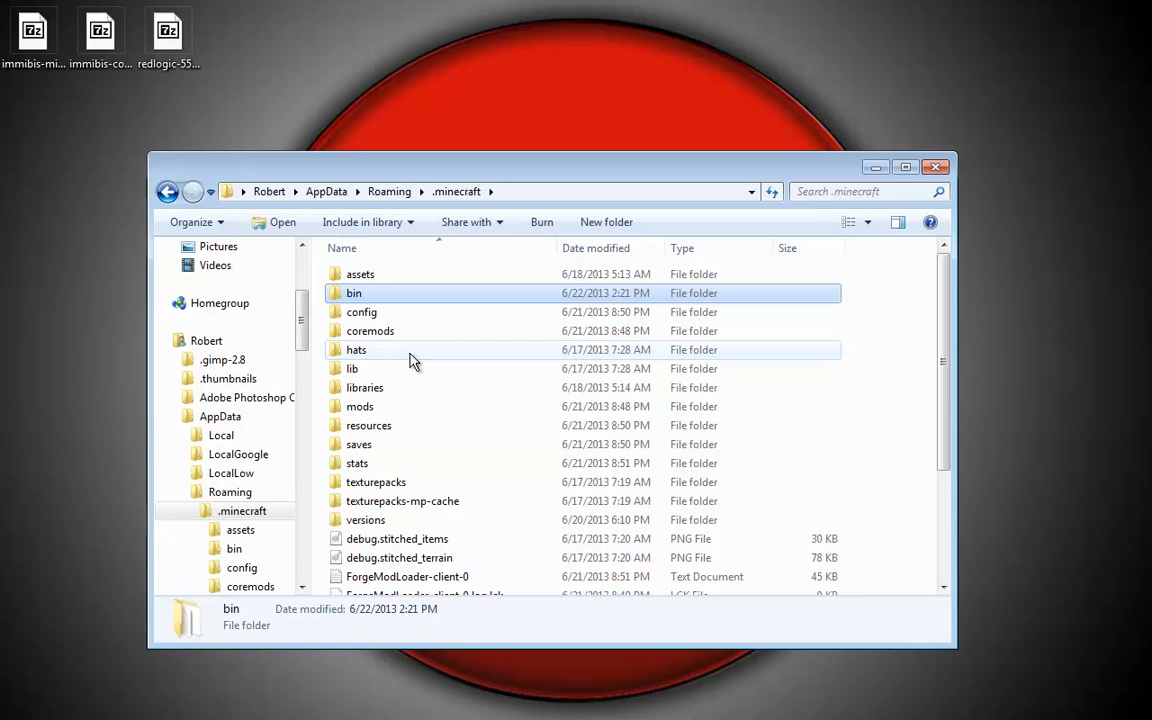 7z 7z 7z
immibis-mi... immibis-co... redlogic-55...
Robert AppData Roaming .minecraft Search .minecraft
Organize Open Include in library Share with Burn New folder
Name Date modified Type Size
Pictures
Videos
Homegroup
Robert
.gimp-2.8
.thumbnails
Adobe Photoshop C
AppData
Local
LocalGoogle
LocalLow
Roaming
.minecraft
assets
bin
config
coremods
assets 6/18/2013 5:13 AM File folder
bin 6/22/2013 2:21 PM File folder
config 6/21/2013 8:50 PM File folder
coremods 6/21/2013 8:48 PM File folder
hats 6/17/2013 7:28 AM File folder
lib 6/17/2013 7:28 AM File folder
libraries 6/18/2013 5:14 AM File folder
mods 6/21/2013 8:48 PM File folder
resources 6/21/2013 8:50 PM File folder
saves 6/21/2013 8:50 PM File folder
stats 6/21/2013 8:51 PM File folder
texturepacks 6/17/2013 7:19 AM File folder
texturepacks-mp-cache 6/17/2013 7:19 AM File folder
versions 6/20/2013 6:10 PM File folder
debug.stitched_items 6/17/2013 7:20 AM PNG File 30 KB
debug.stitched_terrain 6/17/2013 7:20 AM PNG File 78 KB
ForgeModLoader-client-0 6/21/2013 8:51 PM Text Document 45 KB
bin Date modified: 6/22/2013 2:21 PM
File folder